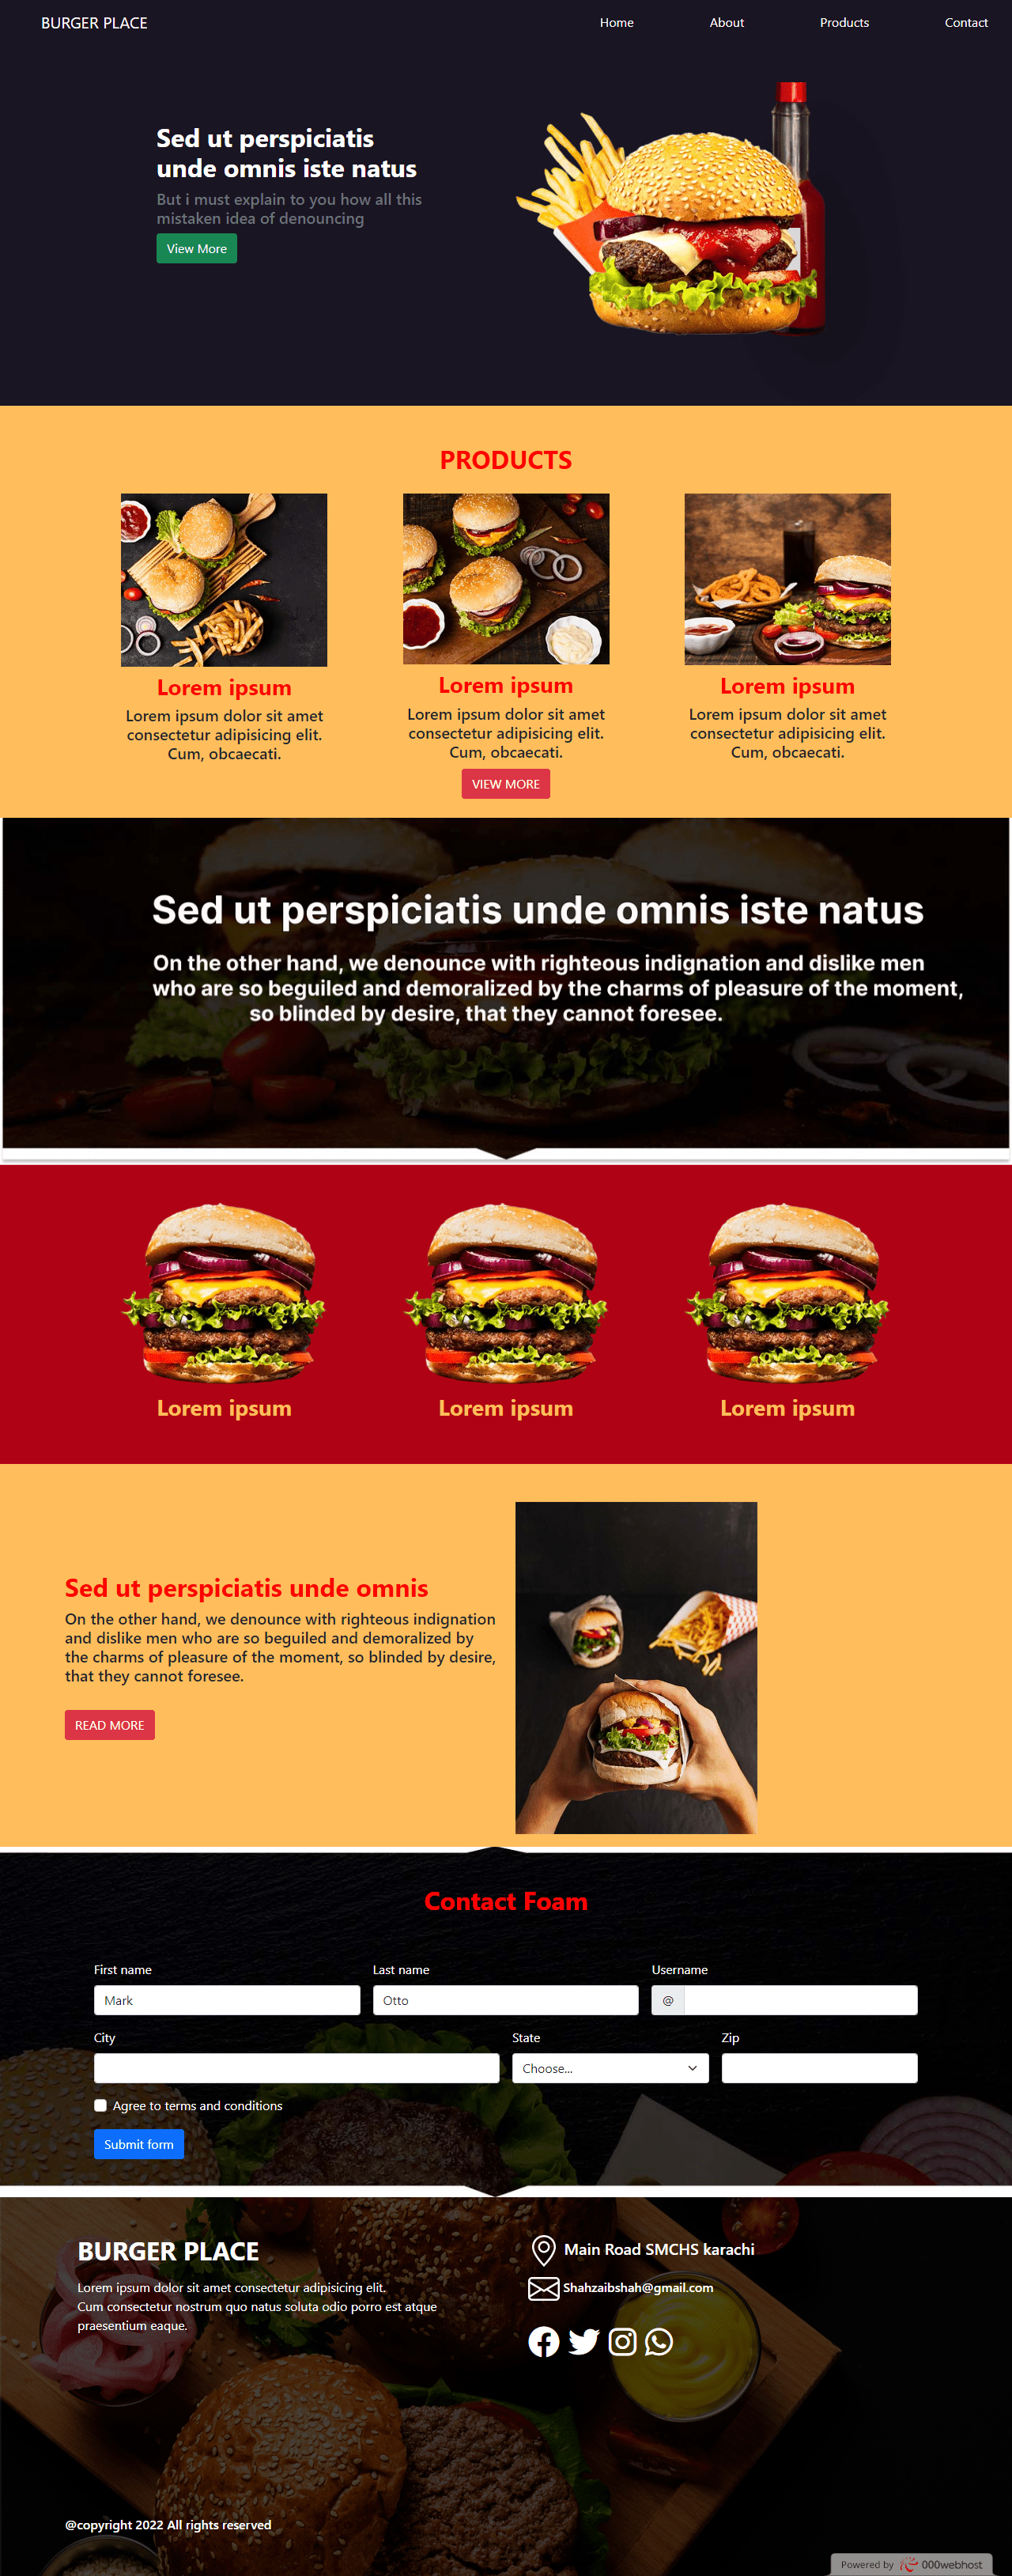 BURGER PLACE
Home
About
Products
Contact
Sed ut perspiciatis
unde omnis iste natus
But i must explain to you how all this
mistaken idea of denouncing
View More
PRODUCTS
Lorem ipsum
Lorem ipsum dolor sit amet
consectetur adipisicing elit.
Cum, obcaecati.
Lorem ipsum
Lorem ipsum dolor sit amet
consectetur adipisicing elit.
Cum, obcaecati.
VIEW MORE
Lorem ipsum
Lorem ipsum dolor sit amet
consectetur adipisicing elit.
Cum, obcaecati.
Sed ut perspiciatis unde omnis iste natus
On the other hand, we denounce with righteous indignation and dislike men
who are so beguiled and demoralized by the charms of pleasure of the moment,
so blinded by desire, that they cannot foresee.
Lorem ipsum
Lorem ipsum
Lorem ipsum
Sed ut perspiciatis unde omnis
On the other hand, we denounce with righteous indignation
and dislike men who are so beguiled and demoralized by
the charms of pleasure of the moment, so blinded by desire,
that they cannot foresee.
READ MORE
Contact Foam
First name
Mark
Last name
Otto
Username
@
City
State
Choose...
Zip
Agree to terms and conditions
Submit form
BURGER PLACE
Lorem ipsum dolor sit amet consectetur adipisicing elit.
Cum consectetur nostrum quo natus soluta odio porro est atque
praesentium eaque.
Main Road SMCHS karachi
Shahzaibshah@gmail.com
@copyright 2022 All rights reserved
Powered by 000webhost